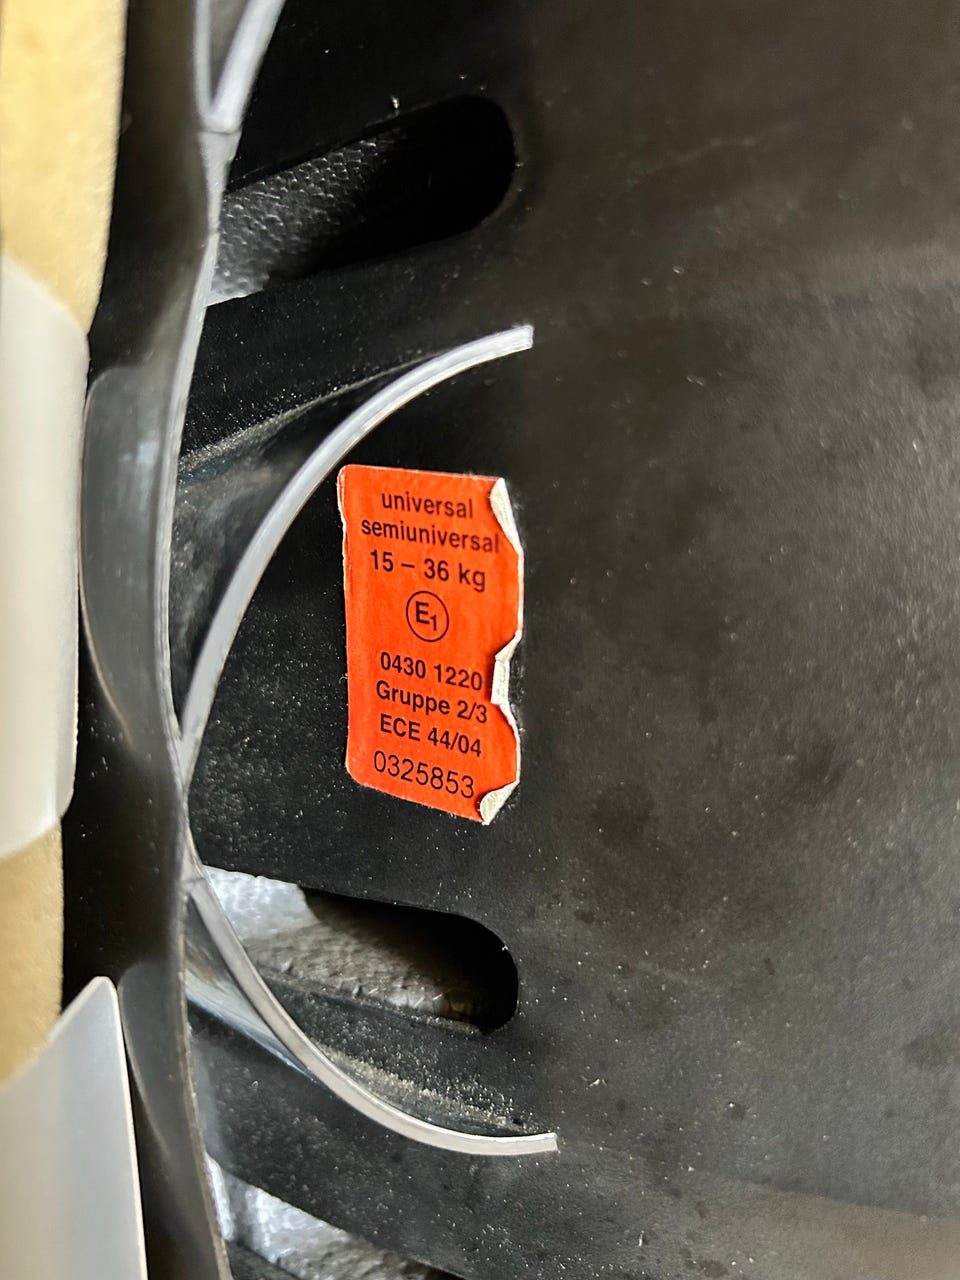 universal
semiuniversal
15 – 36 kg
E1
0430 1220
Gruppe 2/3
ECE 44/04
0325853